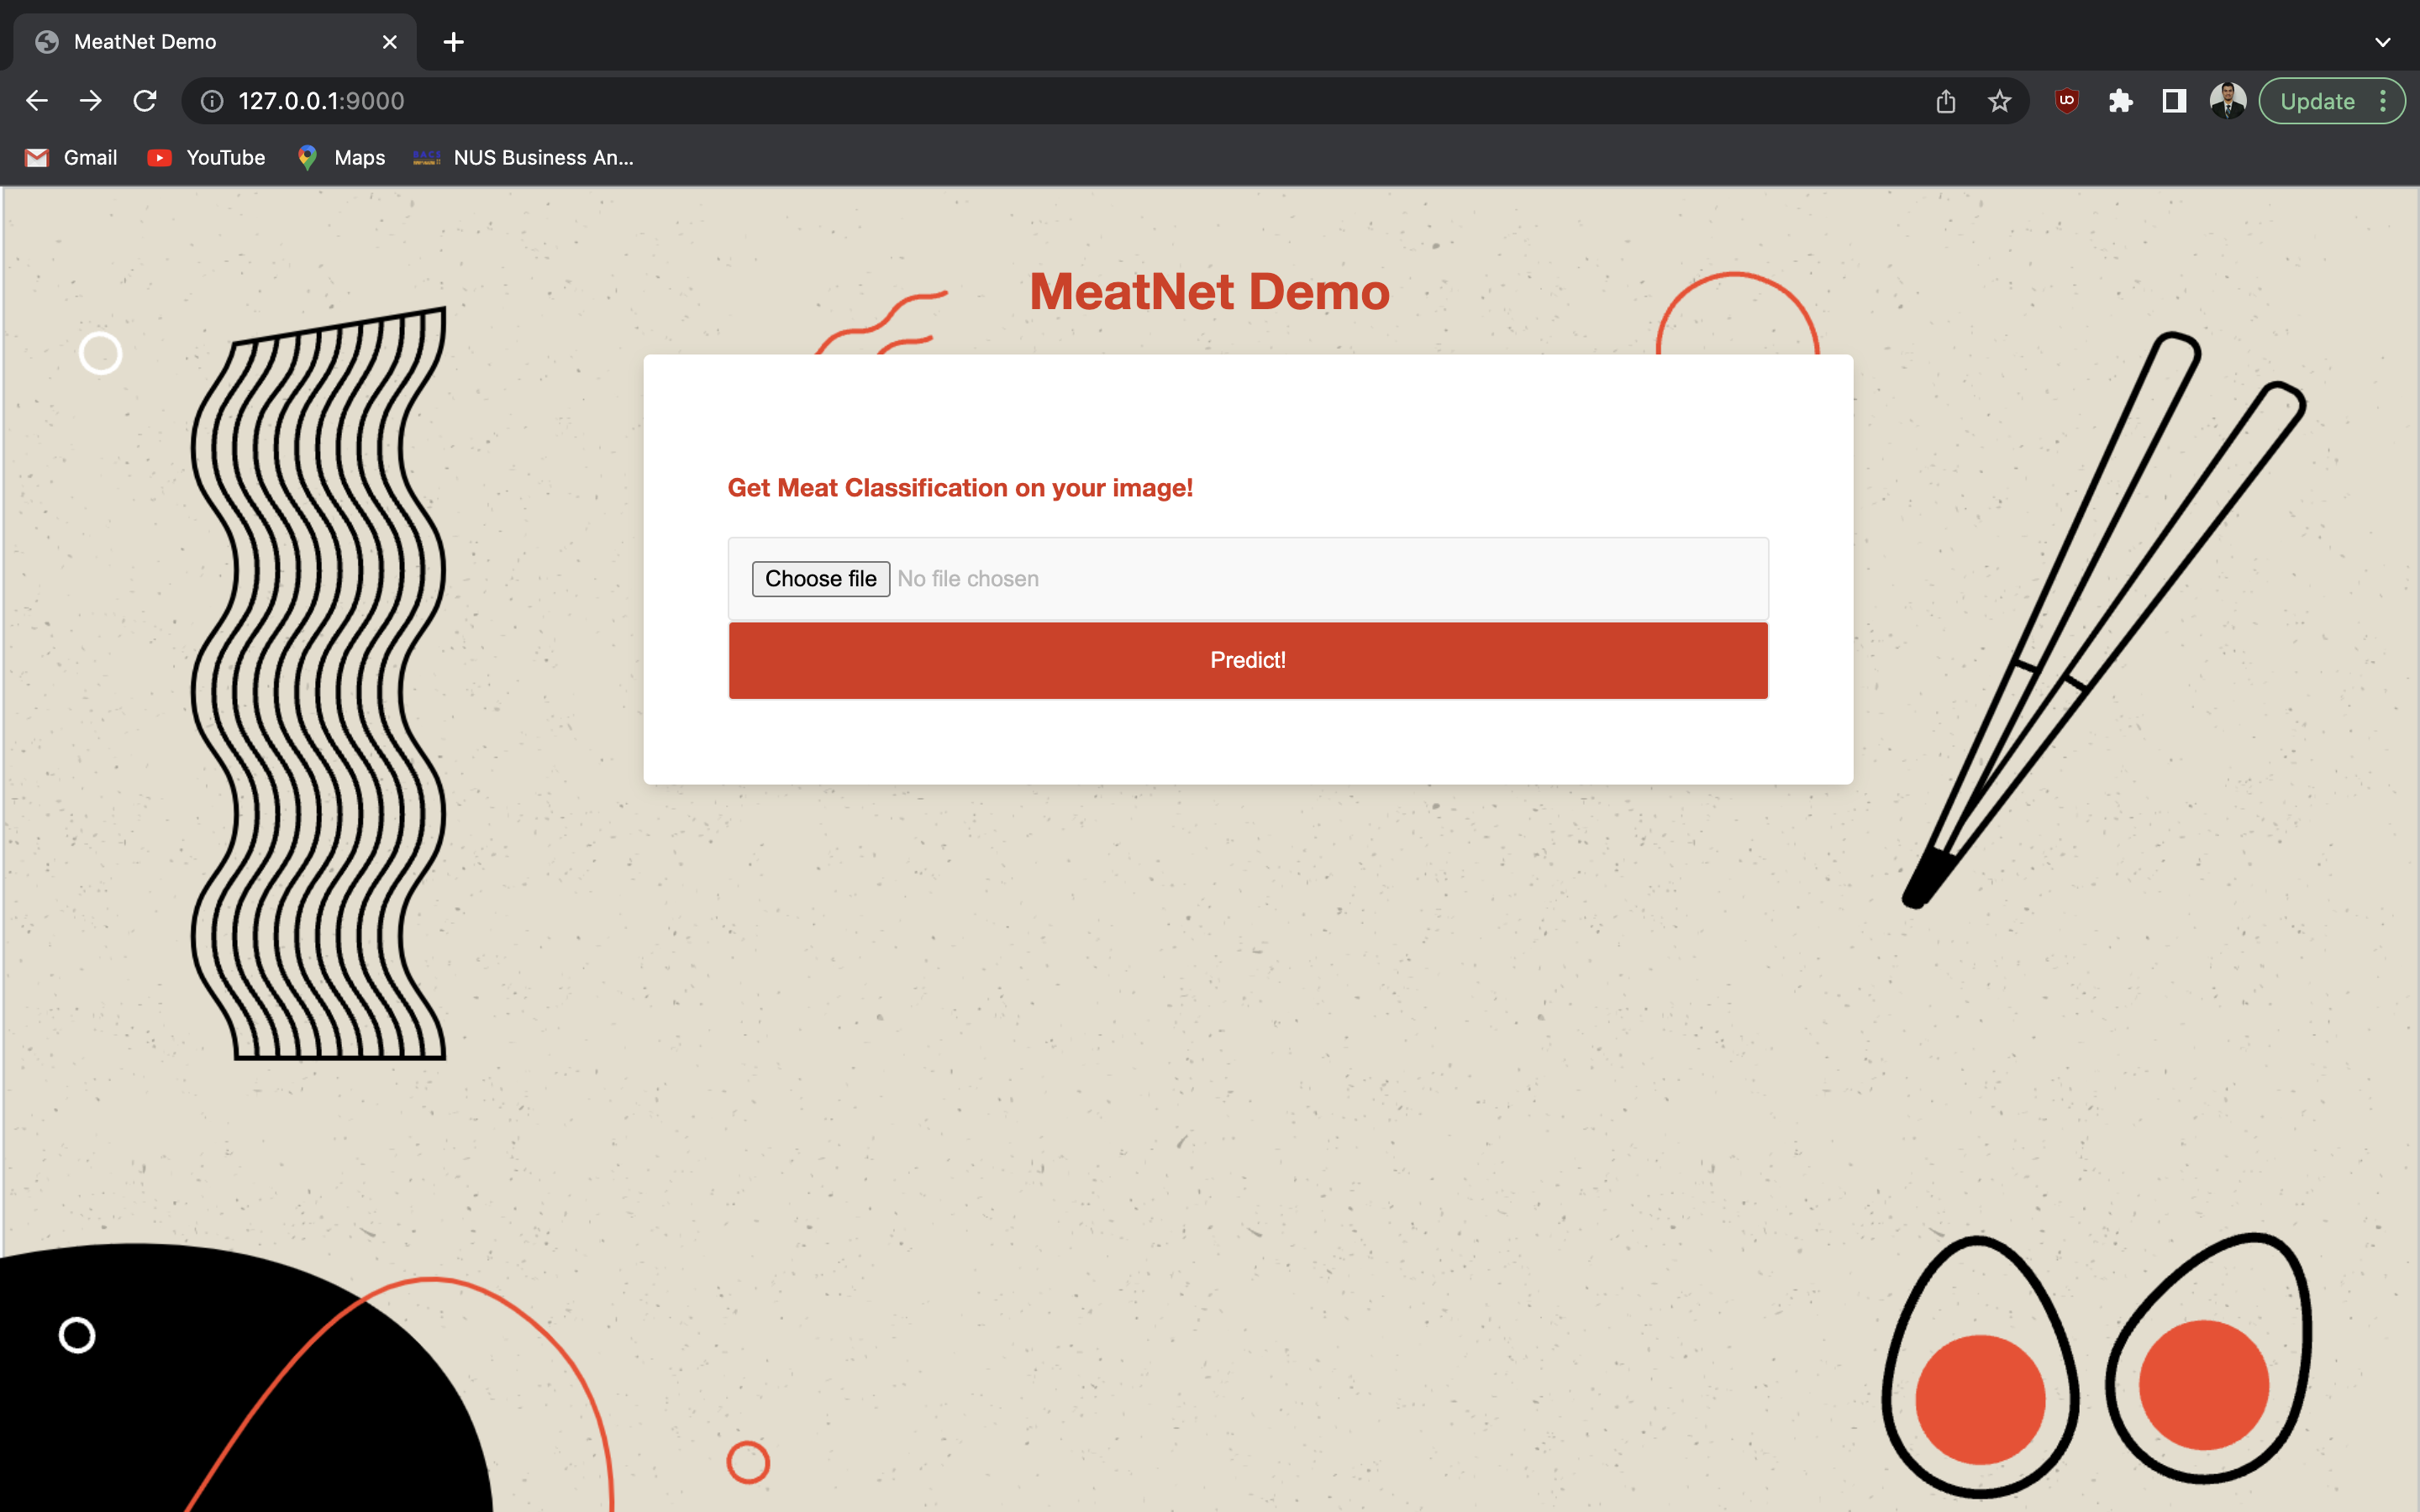 MeatNet Demo
127.0.0.1:9000
Update
Gmail
YouTube
Maps
NUS Business An...
MeatNet Demo
Get Meat Classification on your image!
Choose file No file chosen
Predict!